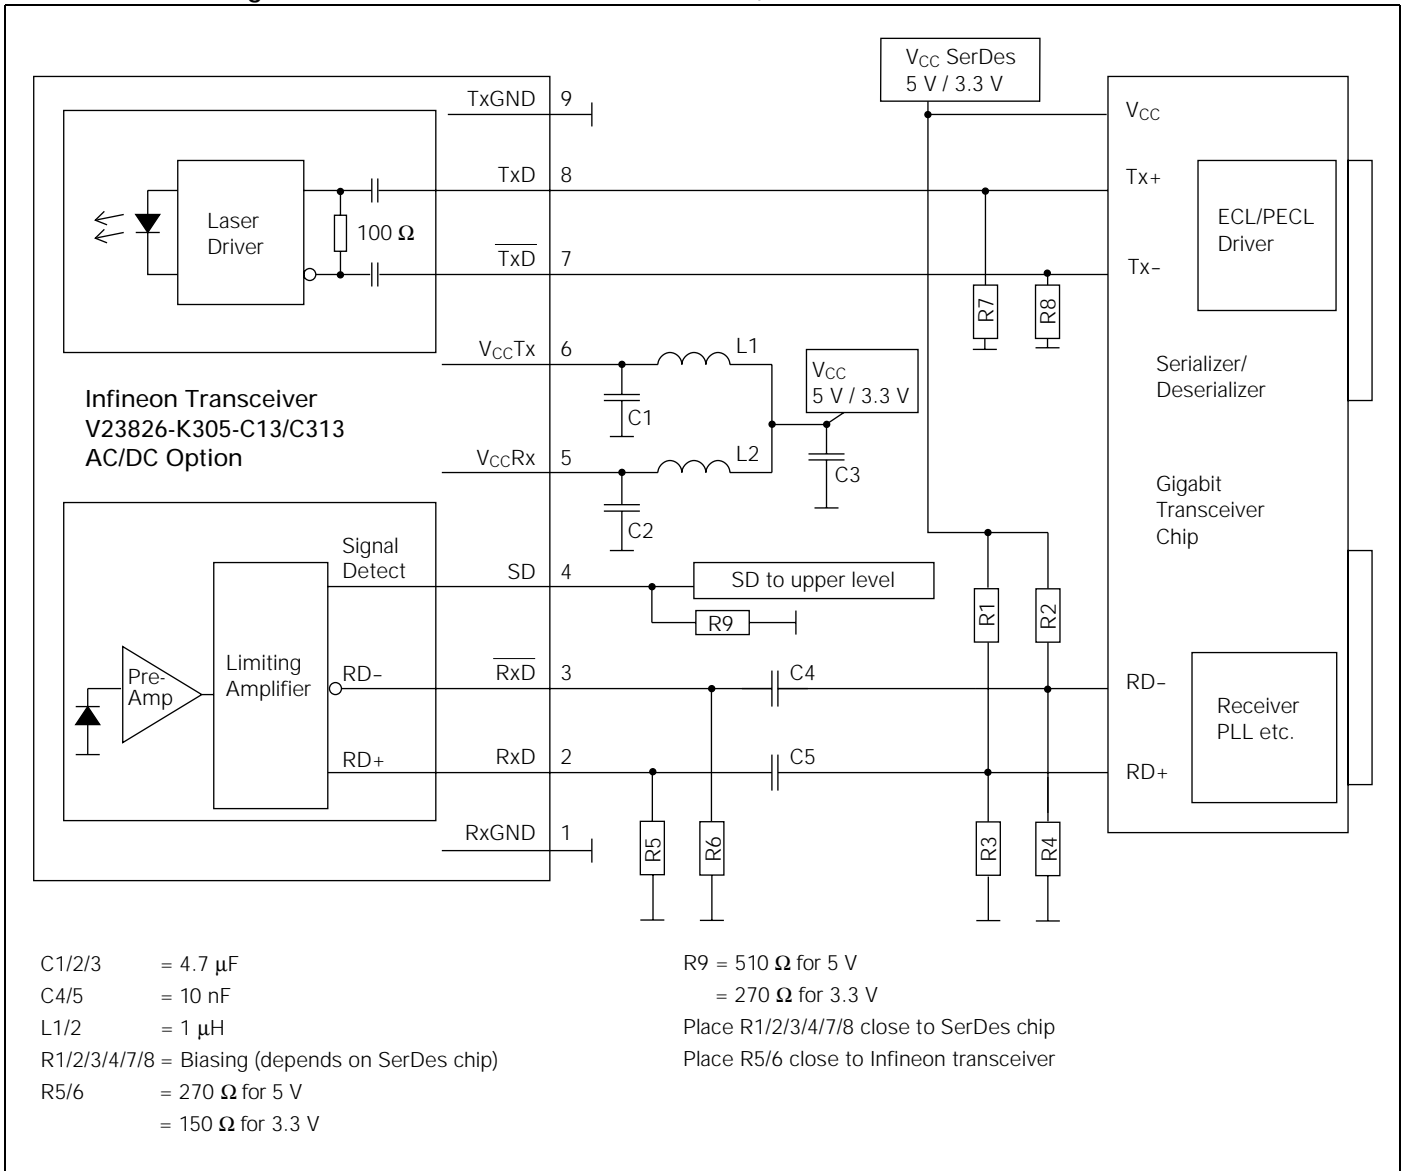 V_CC SerDes
5 V / 3.3 V
TxGND 9
V_CC
TxD 8
Tx+
Laser
Driver
100 Ω
ECL/PECL
Driver
T̅x̅D̅ 7
Tx−
R7
R8
V_CCTx 6
L1
V_CC
5 V / 3.3 V
C1
Serializer/
Deserializer
Infineon Transceiver
V23826-K305-C13/C313
AC/DC Option
V_CCRx 5
L2
C3
C2
Gigabit
Transceiver
Chip
Signal
Detect
SD 4
SD to upper level
R9
R1
R2
Pre-
Amp
Limiting
Amplifier
RD−
R̅x̅D̅ 3
C4
RD−
Receiver
PLL etc.
RD+
RxD 2
C5
RD+
RxGND 1
R5
R6
R3
R4
C1/2/3 = 4.7 μF
C4/5 = 10 nF
L1/2 = 1 μH
R1/2/3/4/7/8 = Biasing (depends on SerDes chip)
R5/6 = 270 Ω for 5 V
= 150 Ω for 3.3 V
R9 = 510 Ω for 5 V
= 270 Ω for 3.3 V
Place R1/2/3/4/7/8 close to SerDes chip
Place R5/6 close to Infineon transceiver